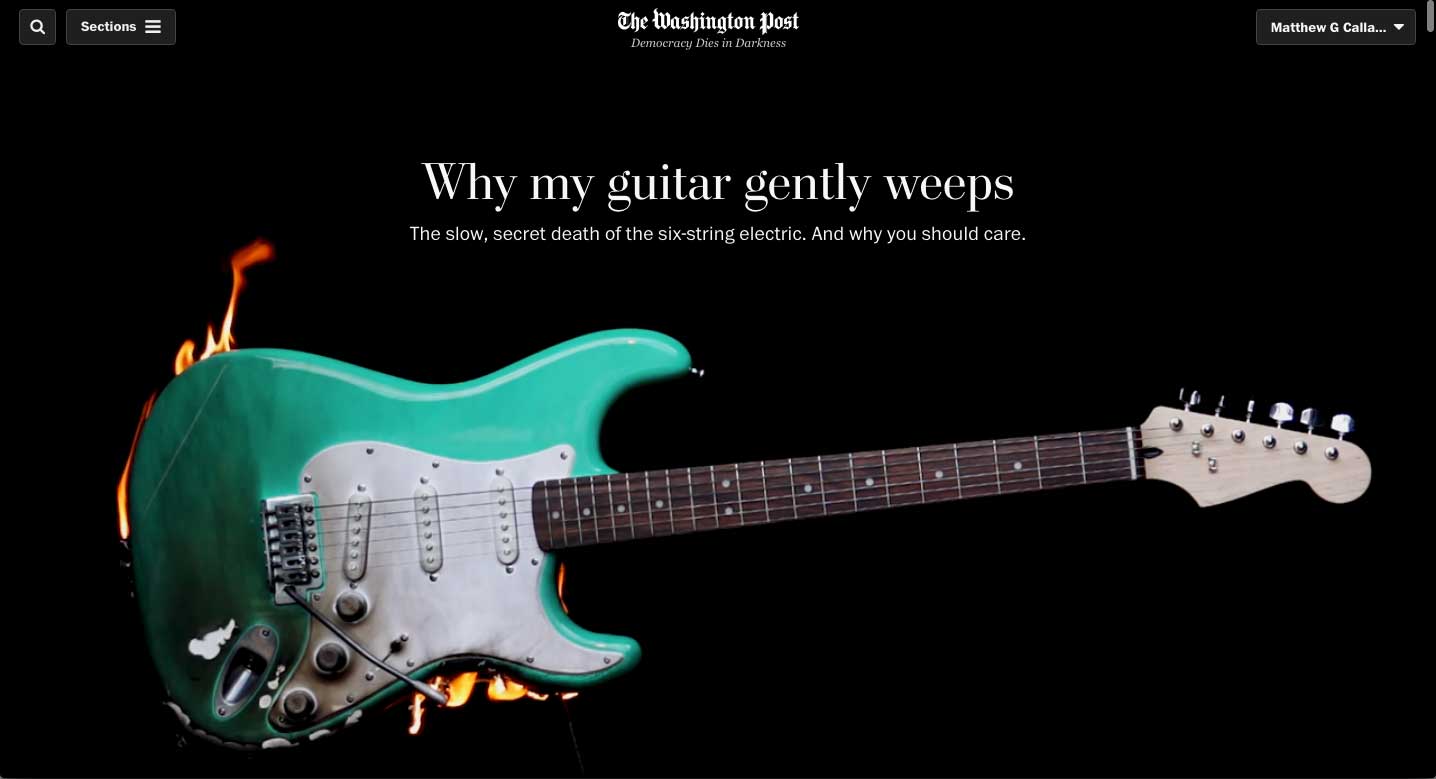 Sections
The Washington Post
Democracy Dies in Darkness
Matthew G Calla...
Why my guitar gently weeps
The slow, secret death of the six-string electric. And why you should care.